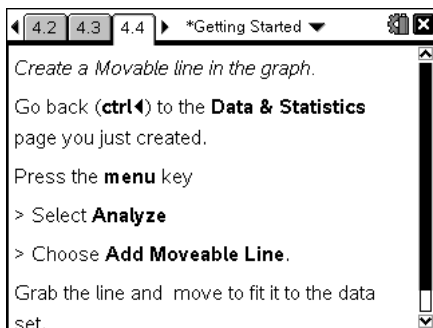 4.2 4.3 4.4 *Getting Started
Create a Movable line in the graph.
Go back (ctrl◂) to the Data & Statistics
page you just created.
Press the menu key
> Select Analyze
> Choose Add Moveable Line.
Grab the line and move to fit it to the data
set.